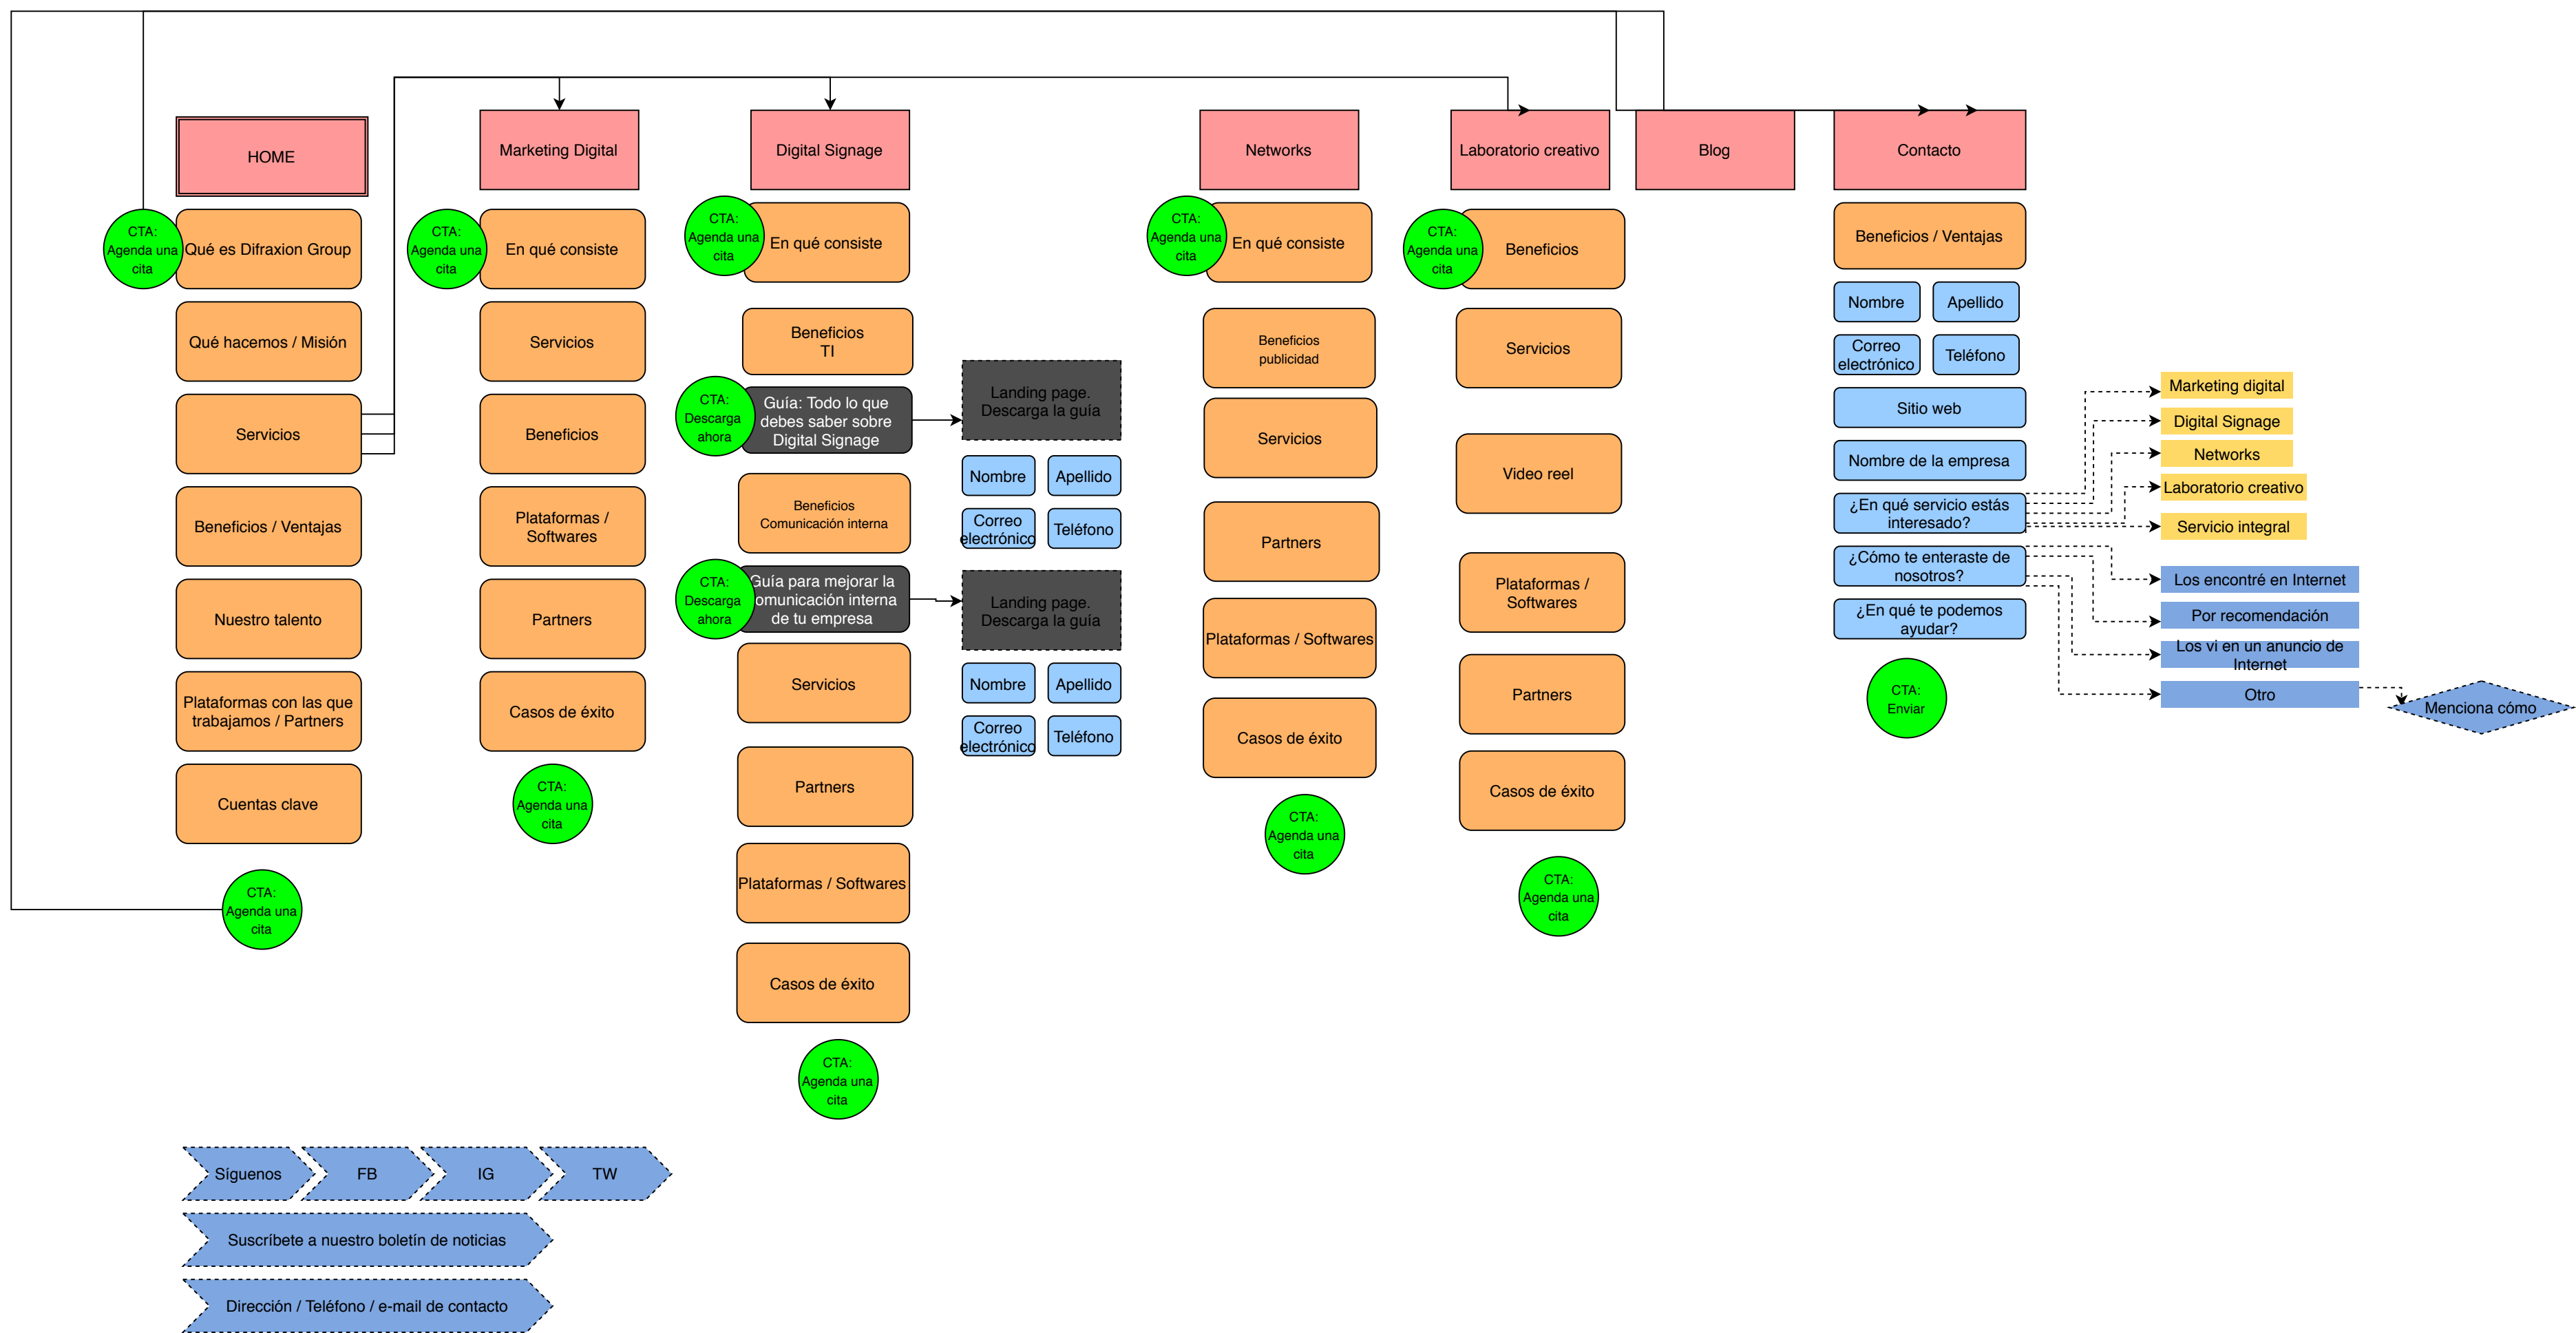 HOME
Marketing Digital
Digital Signage
Networks
Laboratorio creativo
Blog
Contacto
CTA:
Agenda una
cita
Qué es Difraxion Group
Qué hacemos / Misión
Servicios
Beneficios / Ventajas
Nuestro talento
Plataformas con las que
trabajamos / Partners
Cuentas clave
CTA:
Agenda una
cita
CTA:
Agenda una
cita
En qué consiste
Servicios
Beneficios
Plataformas /
Softwares
Partners
Casos de éxito
CTA:
Agenda una
cita
CTA:
Agenda una
cita
En qué consiste
Beneficios
TI
CTA:
Descarga
ahora
Guía: Todo lo que
debes saber sobre
Digital Signage
Beneficios
Comunicación interna
CTA:
Descarga
ahora
Guía para mejorar la
comunicación interna
de tu empresa
Servicios
Partners
Plataformas / Softwares
Casos de éxito
CTA:
Agenda una
cita
Landing page.
Descarga la guía
Nombre
Apellido
Correo
electrónico
Teléfono
Landing page.
Descarga la guía
Nombre
Apellido
Correo
electrónico
Teléfono
CTA:
Agenda una
cita
En qué consiste
Beneficios
publicidad
Servicios
Partners
Plataformas / Softwares
Casos de éxito
CTA:
Agenda una
cita
CTA:
Agenda una
cita
Beneficios
Servicios
Video reel
Plataformas /
Softwares
Partners
Casos de éxito
CTA:
Agenda una
cita
Beneficios / Ventajas
Nombre
Apellido
Correo
electrónico
Teléfono
Sitio web
Nombre de la empresa
¿En qué servicio estás
interesado?
¿Cómo te enteraste de
nosotros?
¿En qué te podemos
ayudar?
CTA:
Enviar
Marketing digital
Digital Signage
Networks
Laboratorio creativo
Servicio integral
Los encontré en Internet
Por recomendación
Los vi en un anuncio de
Internet
Otro
Menciona cómo
Síguenos
FB
IG
TW
Suscríbete a nuestro boletín de noticias
Dirección / Teléfono / e-mail de contacto